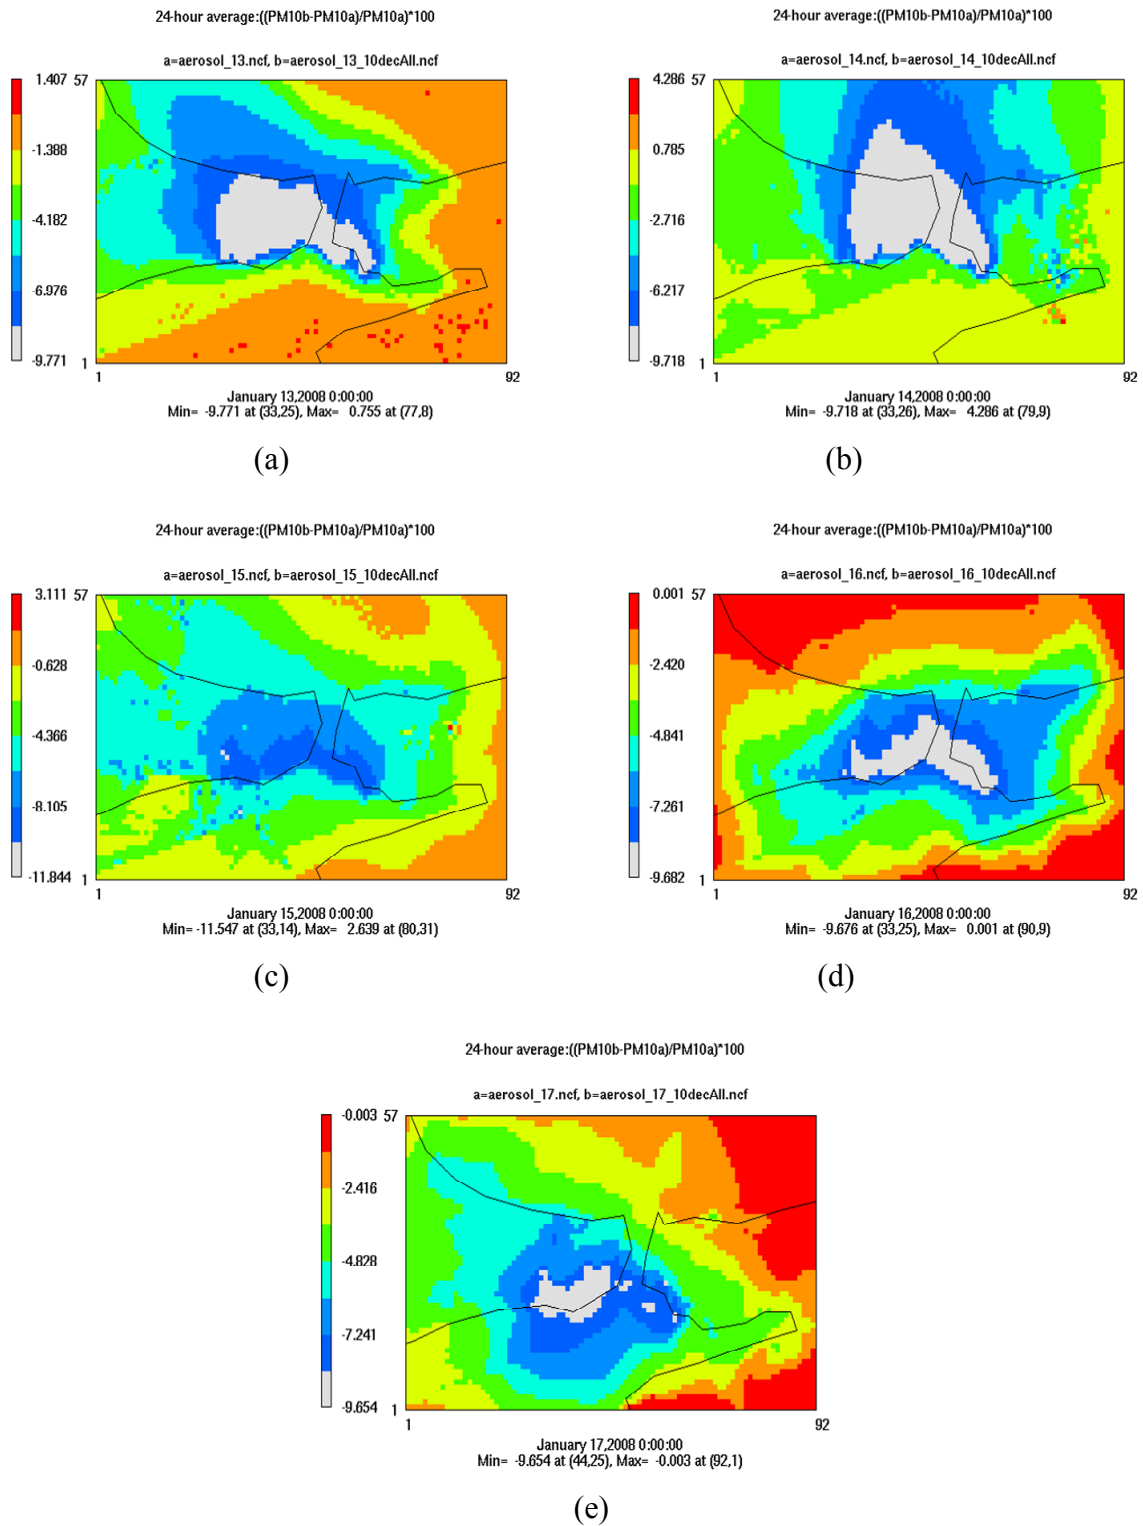 24-hour average:((PM10b-PM10a)/PM10a)*100
a=aerosol_13.ncf, b=aerosol_13_10decAll.ncf
1.407 57
-1.388
-4.182
-6.976
-9.771 1
1 92
January 13,2008 0:00:00
Min= -9.771 at (33,25), Max= 0.755 at (77,8)
(a)
24-hour average:((PM10b-PM10a)/PM10a)*100
a=aerosol_14.ncf, b=aerosol_14_10decAll.ncf
4.286 57
0.785
-2.716
-6.217
-9.718 1
1 92
January 14,2008 0:00:00
Min= -9.718 at (33,26), Max= 4.286 at (79,9)
(b)
24-hour average:((PM10b-PM10a)/PM10a)*100
a=aerosol_15.ncf, b=aerosol_15_10decAll.ncf
3.111 57
-0.628
-4.366
-8.105
-11.844 1
1 92
January 15,2008 0:00:00
Min= -11.547 at (33,14), Max= 2.639 at (80,31)
(c)
24-hour average:((PM10b-PM10a)/PM10a)*100
a=aerosol_16.ncf, b=aerosol_16_10decAll.ncf
0.001 57
-2.420
-4.841
-7.261
-9.682 1
1 92
January 16,2008 0:00:00
Min= -9.676 at (33,25), Max= 0.001 at (90,9)
(d)
24-hour average:((PM10b-PM10a)/PM10a)*100
a=aerosol_17.ncf, b=aerosol_17_10decAll.ncf
-0.003 57
-2.416
-4.828
-7.241
-9.654 1
1 92
January 17,2008 0:00:00
Min= -9.654 at (44,25), Max= -0.003 at (92,1)
(e)